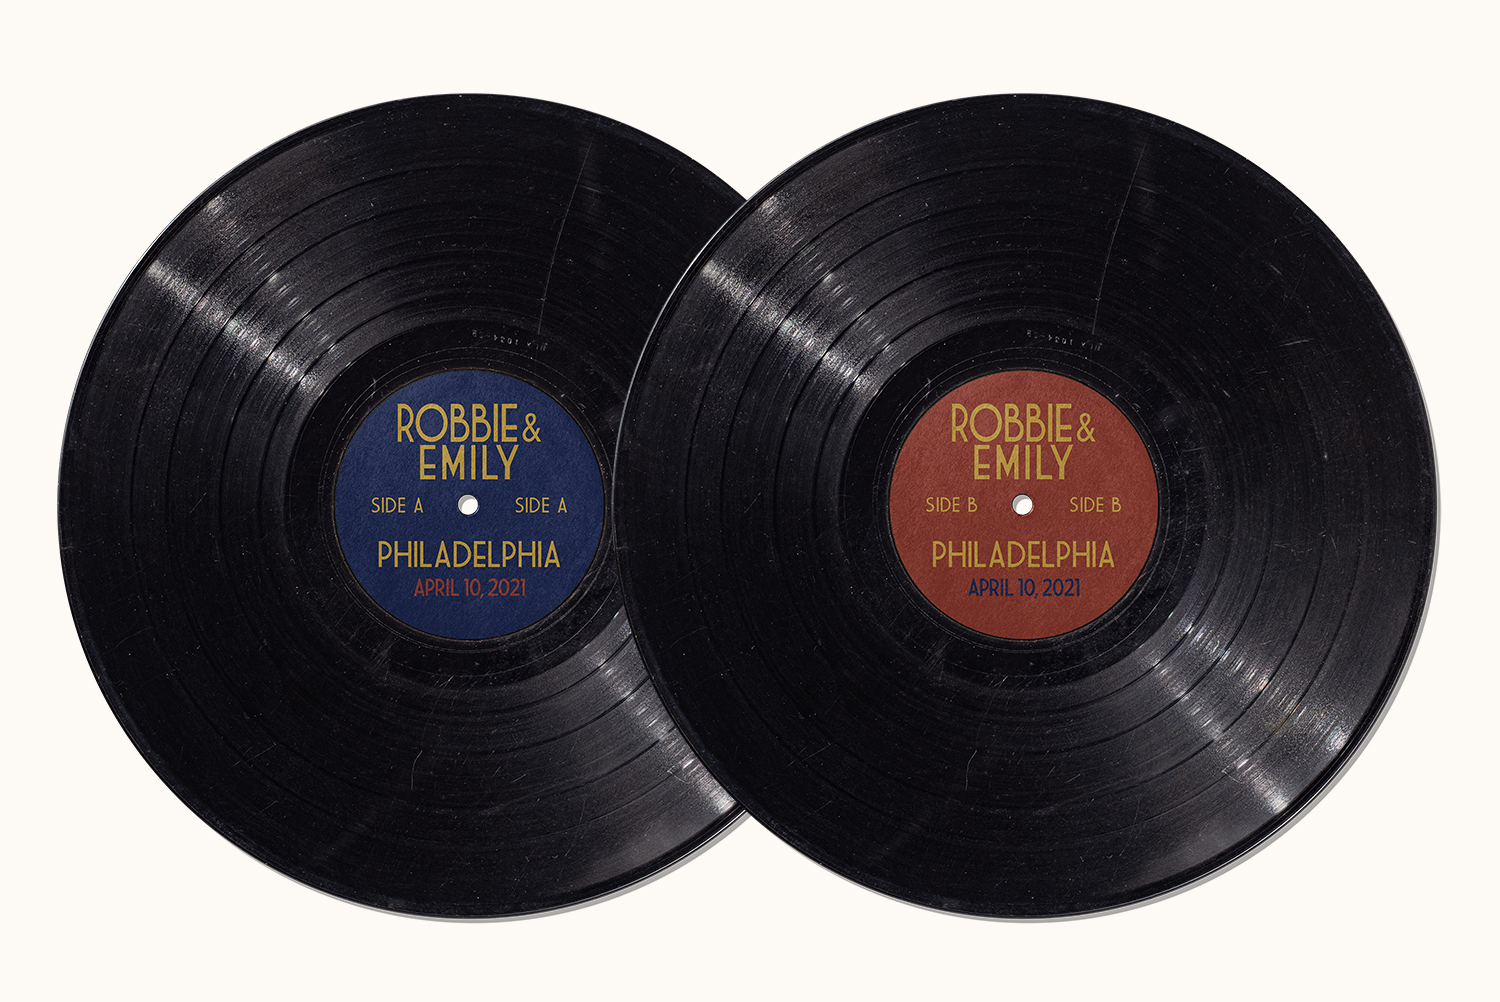 ROBBIE &
EMILY
SIDE A SIDE A
PHILADELPHIA
APRIL 10, 2021
ROBBIE &
EMILY
SIDE B SIDE B
PHILADELPHIA
APRIL 10, 2021